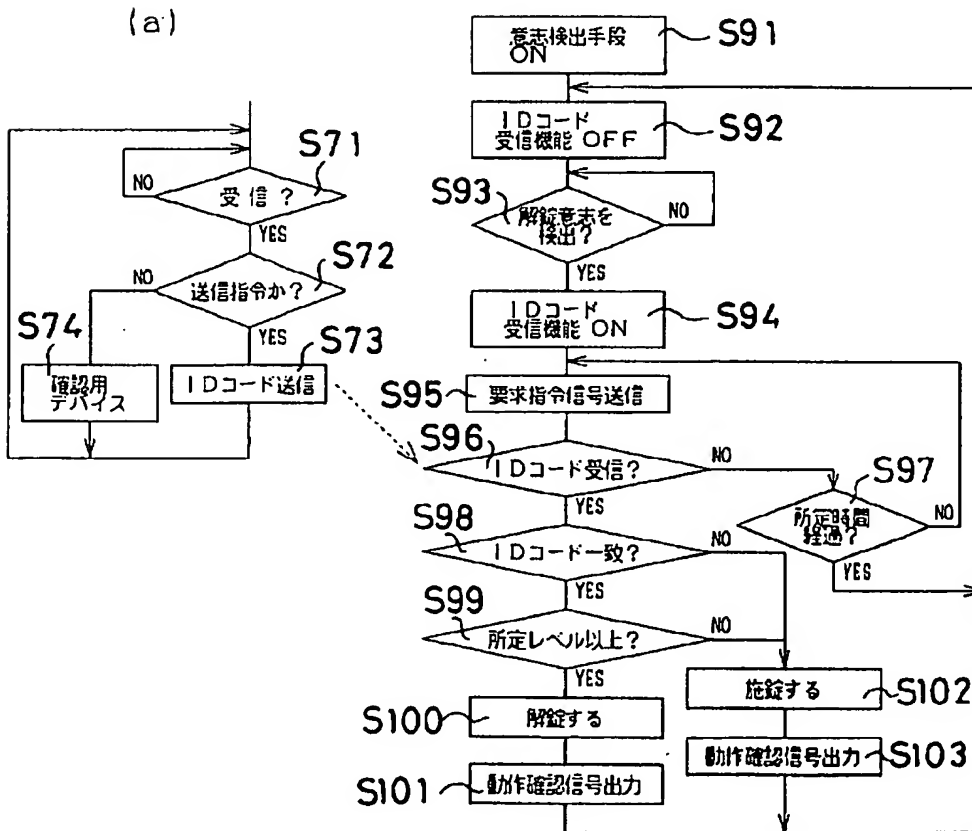 (a)
S71
受信？
NO
YES
S72
送信指令か？
NO
YES
S74
確認用
デバイス
S73
IDコード送信
意志検出手段
ON
S91
IDコード
受信機能 OFF
S92
S93
解錠意志を
検出？
NO
YES
IDコード
受信機能 ON
S94
S95
要求指令信号送信
S96
IDコード受信？
NO
YES
S97
所定時間
経過？
NO
YES
S98
IDコード一致？
NO
YES
S99
所定レベル以上？
NO
YES
S100
解錠する
S101
動作確認信号出力
施錠する
S102
動作確認信号出力
S103